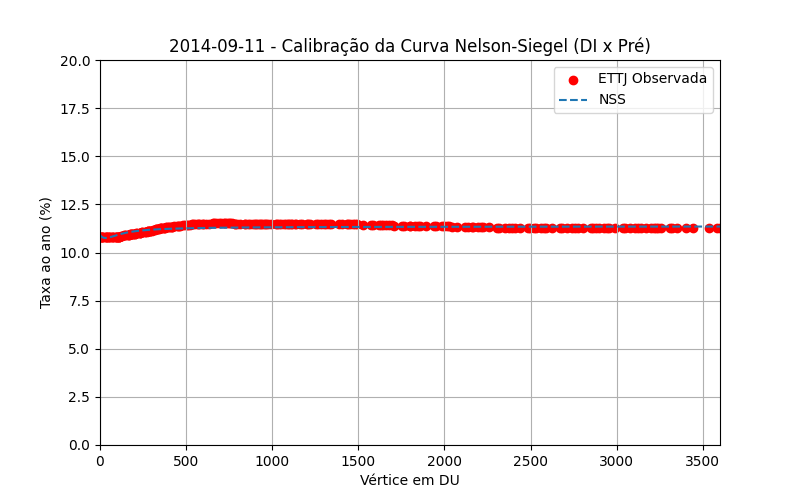 2014-09-11 - Calibração da Curva Nelson-Siegel (DI x Pré)
ETTJ Observada
NSS
Taxa ao ano (%)
20.0
17.5
15.0
12.5
10.0
7.5
5.0
2.5
0.0
0 500 1000 1500 2000 2500 3000 3500
Vértice em DU